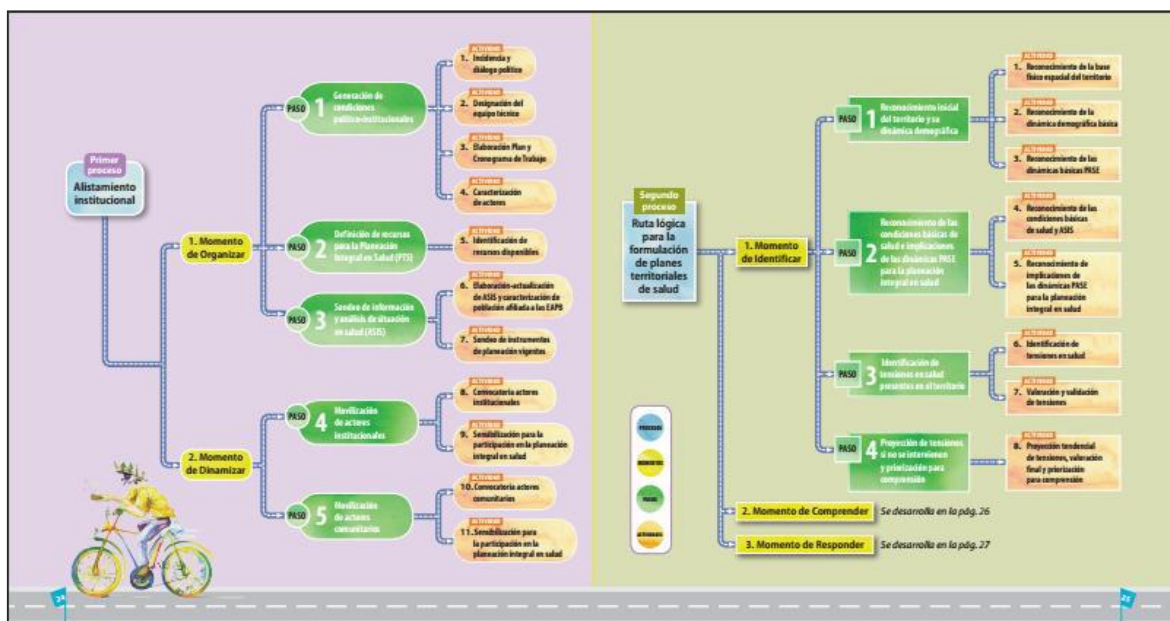 Primer
proceso
Alistamiento
institucional
1. Momento
de Organizar
PASO 1
Generación de
condiciones
político-institucionales
ACTIVIDAD
1. Incidencia y
diálogo político
ACTIVIDAD
2. Designación del
equipo técnico
ACTIVIDAD
3. Elaboración Plan y
Cronograma de Trabajo
ACTIVIDAD
4. Caracterización
de actores
PASO 2
Definición de recursos
para la Planeación
Integral en Salud (PTS)
ACTIVIDAD
5. Identificación de
recursos disponibles
PASO 3
Sondeo de información
y análisis de situación
en salud (ASIS)
ACTIVIDAD
6. Elaboración-actualización
de ASIS y caracterización de
población afiliada a las EAPB
ACTIVIDAD
7. Sondeo de instrumentos
de planeación vigentes
2. Momento
de Dinamizar
PASO 4
Movilización
de actores
institucionales
ACTIVIDAD
8. Convocatoria actores
institucionales
ACTIVIDAD
9. Sensibilización para la
participación en la planeación
integral en salud
PASO 5
Movilización
de actores
comunitarios
ACTIVIDAD
10. Convocatoria actores
comunitarios
ACTIVIDAD
11. Sensibilización para
la participación en la
planeación integral en salud
24
Segundo
proceso
Ruta lógica
para la
formulación
de planes
territoriales
de salud
1. Momento
de Identificar
PASO 1
Reconocimiento inicial
del territorio y su
dinámica demográfica
ACTIVIDAD
1. Reconocimiento de la base
físico espacial del territorio
ACTIVIDAD
2. Reconocimiento de la
dinámica demográfica básica
ACTIVIDAD
3. Reconocimiento de las
dinámicas básicas PASE
PASO 2
Reconocimiento de las
condiciones básicas de
salud e implicaciones
de las dinámicas PASE
para la planeación
integral en salud
ACTIVIDAD
4. Reconocimiento de las
condiciones básicas
de salud y ASIS
ACTIVIDAD
5. Reconocimiento de
implicaciones de
las dinámicas PASE
para la planeación
integral en salud
PASO 3
Identificación de
tensiones en salud
presentes en el territorio
ACTIVIDAD
6. Identificación de
tensiones en salud
ACTIVIDAD
7. Valoración y validación
de tensiones
PASO 4
Proyección de tensiones
si no se intervienen
y priorización para
comprensión
ACTIVIDAD
8. Proyección tendencial
de tensiones, valoración
final y priorización
para comprensión
2. Momento de Comprender Se desarrolla en la pág. 26
3. Momento de Responder Se desarrolla en la pág. 27
PROCESOS
MOMENTOS
PASOS
ACTIVIDADES
25